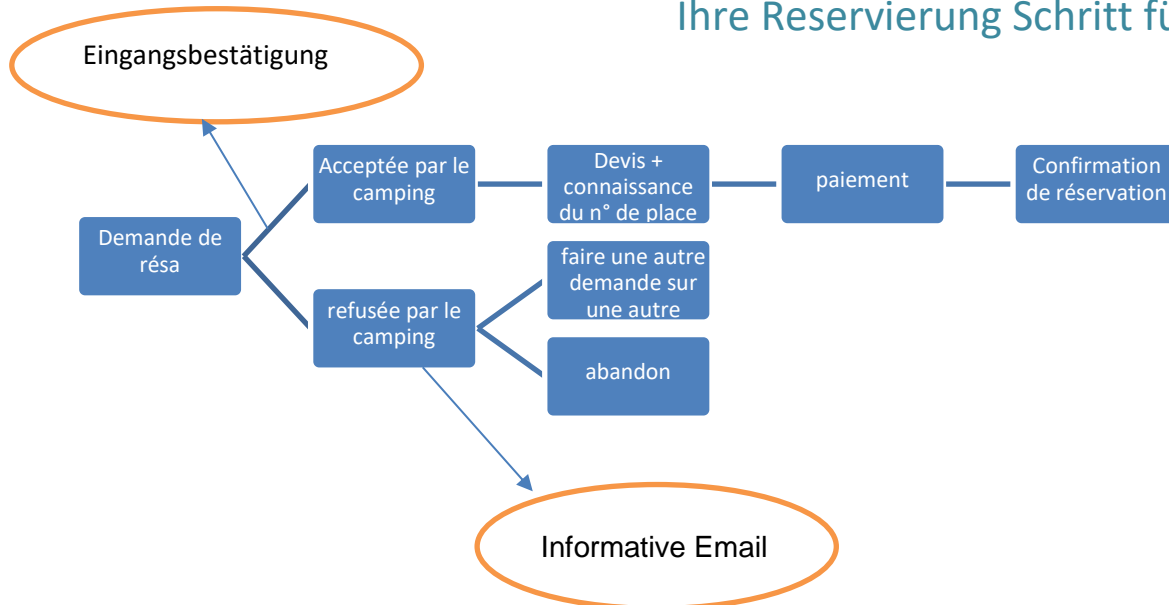 Ihre Reservierung Schritt fü
Eingangsbestätigung
Acceptée par le
camping
Devis +
connaissance
du n° de place
paiement
Confirmation
de réservation
Demande de
résa
faire une autre
demande sur
une autre
refusée par le
camping
abandon
Informative Email